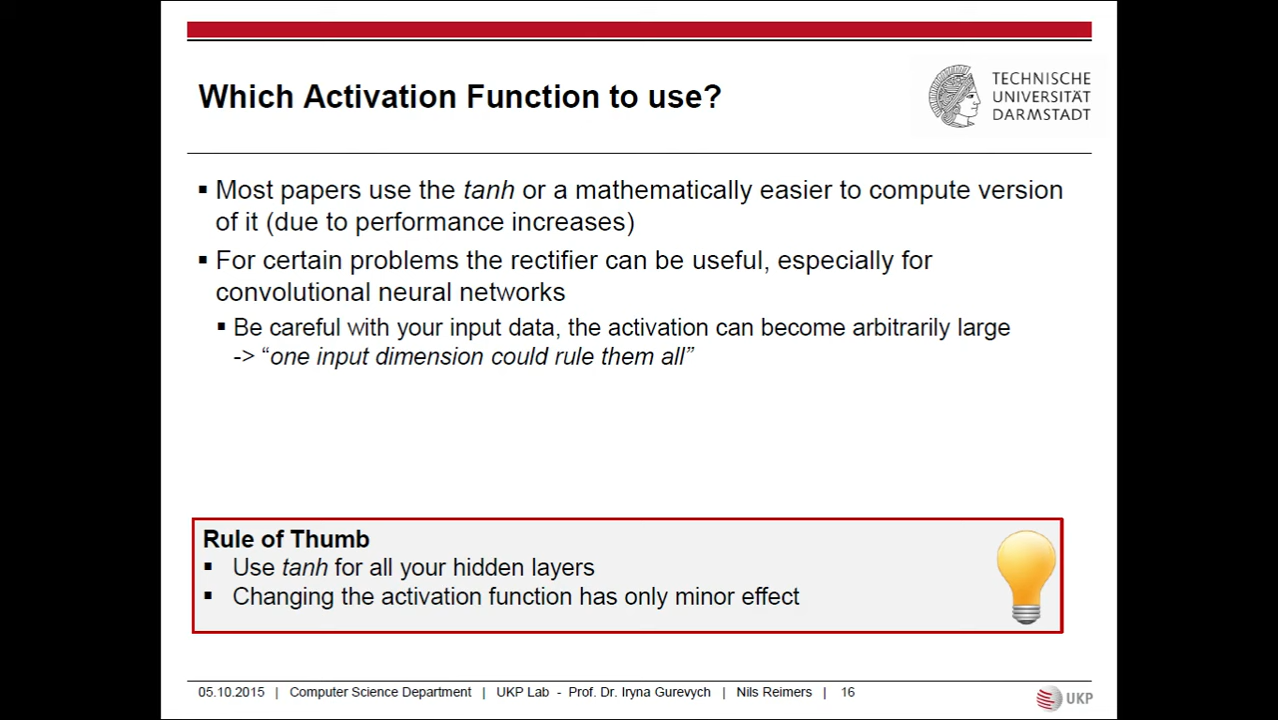 Which Activation Function to use?
TECHNISCHE
UNIVERSITÄT
DARMSTADT
▪ Most papers use the tanh or a mathematically easier to compute version
of it (due to performance increases)
▪ For certain problems the rectifier can be useful, especially for
convolutional neural networks
▪ Be careful with your input data, the activation can become arbitrarily large
-> “one input dimension could rule them all”
Rule of Thumb
▪ Use tanh for all your hidden layers
▪ Changing the activation function has only minor effect
05.10.2015 | Computer Science Department | UKP Lab - Prof. Dr. Iryna Gurevych | Nils Reimers | 16
UKP